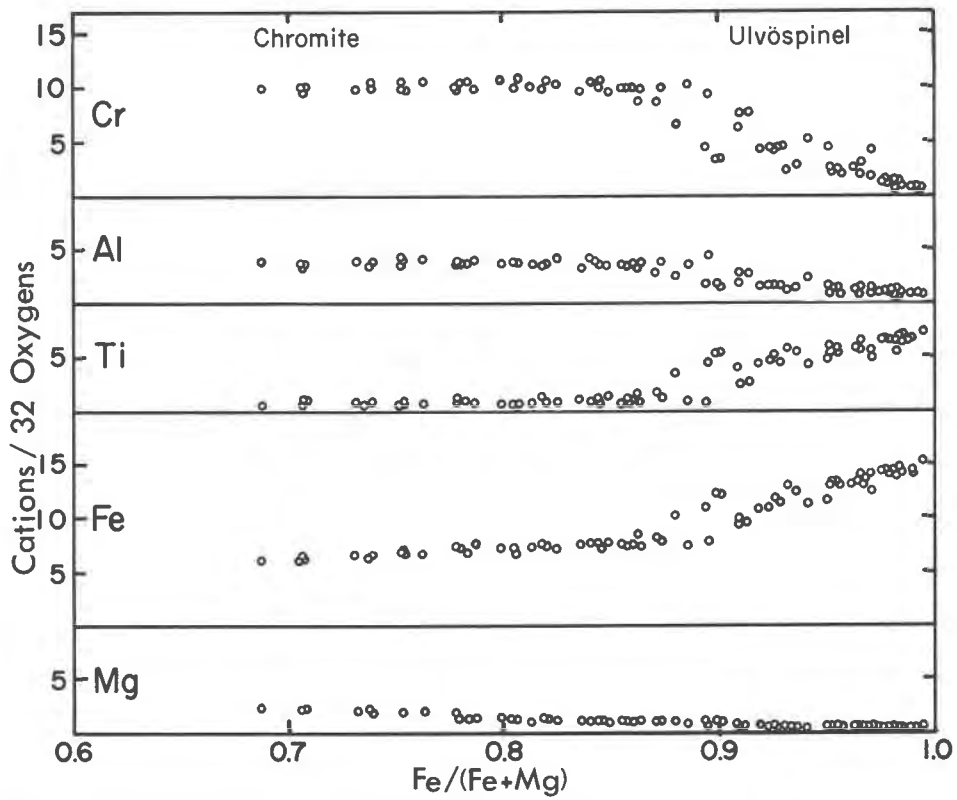 Chromite
Ulvöspinel
15
10
5
Cr
5
Al
5
Ti
15
10
5
Fe
5
Mg
Cations / 32 Oxygens
0.6
0.7
0.8
0.9
1.0
Fe/(Fe+Mg)